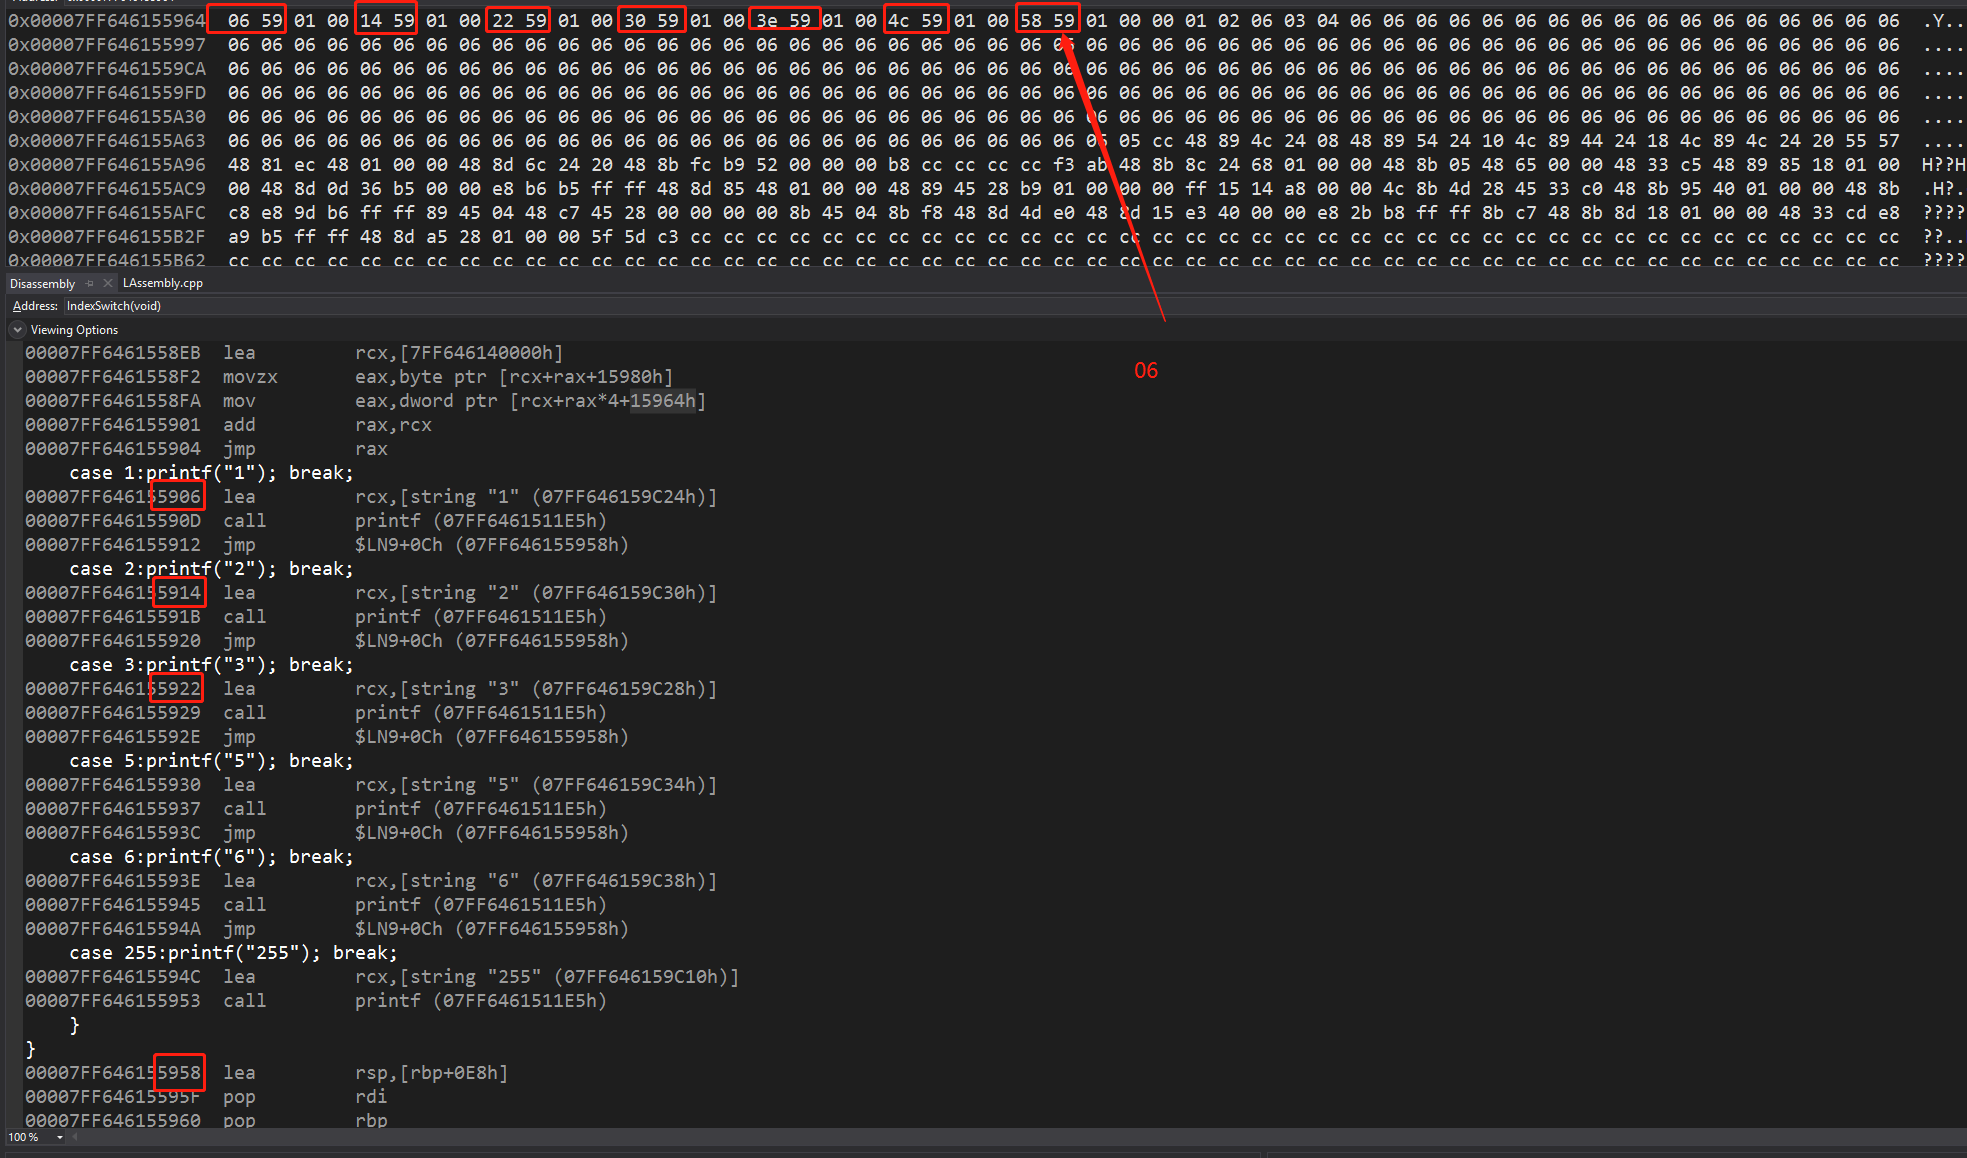 0x00007FF646155964 06 59 01 00 14 59 01 00 22 59 01 00 30 59 01 00 3e 59 01 00 4c 59 01 00 58 59 01 00 00 01 02 06 03 04 06 06 06 06 06 06 06 06 06 06 06 06 06 06 06 06 06 .Y..
0x00007FF646155997 06 06 06 06 06 06 06 06 06 06 06 06 06 06 06 06 06 06 06 06 06 06 06 06 06 06 06 06 06 06 06 06 06 06 06 06 06 06 06 06 06 06 06 06 06 06 06 06 06 06 06 ....
0x00007FF6461559CA 06 06 06 06 06 06 06 06 06 06 06 06 06 06 06 06 06 06 06 06 06 06 06 06 06 06 06 06 06 06 06 06 06 06 06 06 06 06 06 06 06 06 06 06 06 06 06 06 06 06 06 ....
0x00007FF6461559FD 06 06 06 06 06 06 06 06 06 06 06 06 06 06 06 06 06 06 06 06 06 06 06 06 06 06 06 06 06 06 06 06 06 06 06 06 06 06 06 06 06 06 06 06 06 06 06 06 06 06 06 ....
0x00007FF646155A30 06 06 06 06 06 06 06 06 06 06 06 06 06 06 06 06 06 06 06 06 06 06 06 06 06 06 06 06 06 06 06 06 06 06 06 06 06 06 06 06 06 06 06 06 06 06 06 06 06 06 06 ....
0x00007FF646155A63 06 06 06 06 06 06 06 06 06 06 06 06 06 06 06 06 06 06 06 06 06 06 06 06 06 06 06 05 cc 48 89 4c 24 08 48 89 54 24 10 4c 89 44 24 18 4c 89 4c 24 20 55 57 ....
0x00007FF646155A96 48 81 ec 48 01 00 00 48 8d 6c 24 20 48 8b fc b9 52 00 00 00 b8 cc cc cc cc f3 ab 48 8b 8c 24 68 01 00 00 48 8b 05 48 65 00 00 48 33 c5 48 89 85 18 01 00 H??H
0x00007FF646155AC9 00 48 8d 0d 36 b5 00 00 e8 b6 b5 ff ff 48 8d 85 48 01 00 00 48 89 45 28 b9 01 00 00 00 ff 15 14 a8 00 00 4c 8b 4d 28 45 33 c0 48 8b 95 40 01 00 00 48 8b .H?.
0x00007FF646155AFC c8 e8 9d b6 ff ff 89 45 04 48 c7 45 28 00 00 00 00 8b 45 04 8b f8 48 8d 4d e0 48 8d 15 e3 40 00 00 e8 2b b8 ff ff 8b c7 48 8b 8d 18 01 00 00 48 33 cd e8 ????
0x00007FF646155B2F a9 b5 ff ff 48 8d a5 28 01 00 00 5f 5d c3 cc cc cc cc cc cc cc cc cc cc cc cc cc cc cc cc cc cc cc cc cc cc cc cc cc cc cc cc cc cc cc cc cc cc cc cc cc ??..
0x00007FF646155B62 cc cc cc cc cc cc cc cc cc cc cc cc cc cc cc cc cc cc cc cc cc cc cc cc cc cc cc cc cc cc cc cc cc cc cc cc cc cc cc cc cc cc cc cc cc cc cc cc cc cc cc ????
Disassembly LAssembly.cpp
Address: IndexSwitch(void)
Viewing Options
00007FF6461558EB lea rcx,[7FF646140000h]
00007FF6461558F2 movzx eax,byte ptr [rcx+rax+15980h]
00007FF6461558FA mov eax,dword ptr [rcx+rax*4+15964h]
00007FF646155901 add rax,rcx
00007FF646155904 jmp rax
case 1:printf("1"); break;
00007FF646155906 lea rcx,[string "1" (07FF646159C24h)]
00007FF64615590D call printf (07FF6461511E5h)
00007FF646155912 jmp $LN9+0Ch (07FF646155958h)
case 2:printf("2"); break;
00007FF646155914 lea rcx,[string "2" (07FF646159C30h)]
00007FF64615591B call printf (07FF6461511E5h)
00007FF646155920 jmp $LN9+0Ch (07FF646155958h)
case 3:printf("3"); break;
00007FF646155922 lea rcx,[string "3" (07FF646159C28h)]
00007FF646155929 call printf (07FF6461511E5h)
00007FF64615592E jmp $LN9+0Ch (07FF646155958h)
case 5:printf("5"); break;
00007FF646155930 lea rcx,[string "5" (07FF646159C34h)]
00007FF646155937 call printf (07FF6461511E5h)
00007FF64615593C jmp $LN9+0Ch (07FF646155958h)
case 6:printf("6"); break;
00007FF64615593E lea rcx,[string "6" (07FF646159C38h)]
00007FF646155945 call printf (07FF6461511E5h)
00007FF64615594A jmp $LN9+0Ch (07FF646155958h)
case 255:printf("255"); break;
00007FF64615594C lea rcx,[string "255" (07FF646159C10h)]
00007FF646155953 call printf (07FF6461511E5h)
}
}
00007FF646155958 lea rsp,[rbp+0E8h]
00007FF64615595F pop rdi
00007FF646155960 pop rbp
100 %
06